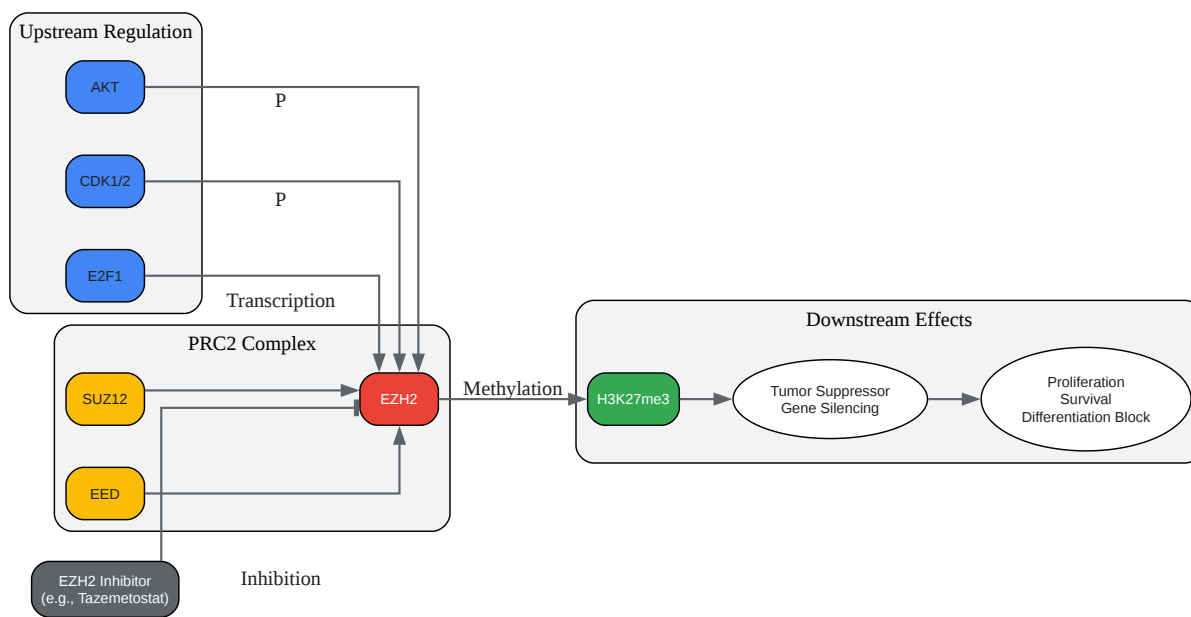 Upstream Regulation
AKT
P
CDK1/2
P
E2F1
Transcription
PRC2 Complex
SUZ12
EZH2
EED
Methylation
Downstream Effects
H3K27me3
Tumor Suppressor
Gene Silencing
Proliferation
Survival
Differentiation Block
EZH2 Inhibitor
(e.g., Tazemetostat)
Inhibition